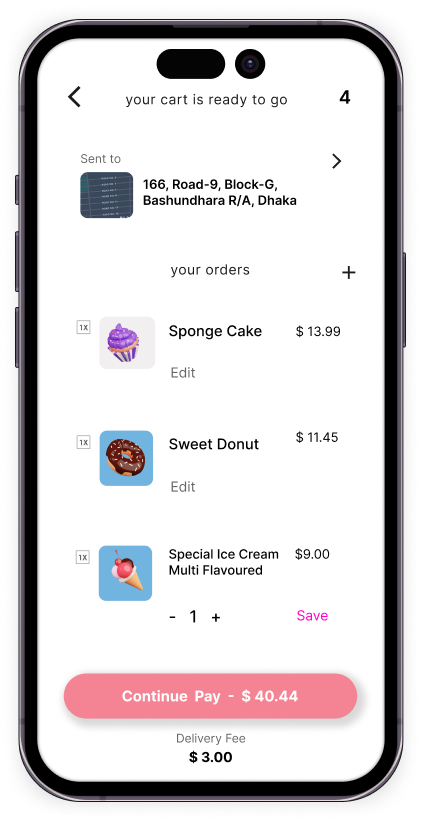 your cart is ready to go 4
Sent to
166, Road-9, Block-G,
Bashundhara R/A, Dhaka
your orders +
1X Sponge Cake $ 13.99
Edit
1X Sweet Donut $ 11.45
Edit
1X Special Ice Cream $9.00
Multi Flavoured
- 1 + Save
Continue Pay - $ 40.44
Delivery Fee
$ 3.00